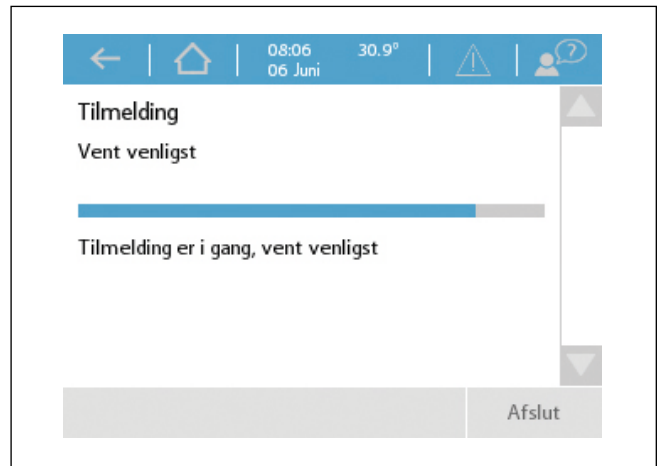 08:06 30.9°
06 Juni
?
Tilmelding
Vent venligst
Tilmelding er i gang, vent venligst
Afslut